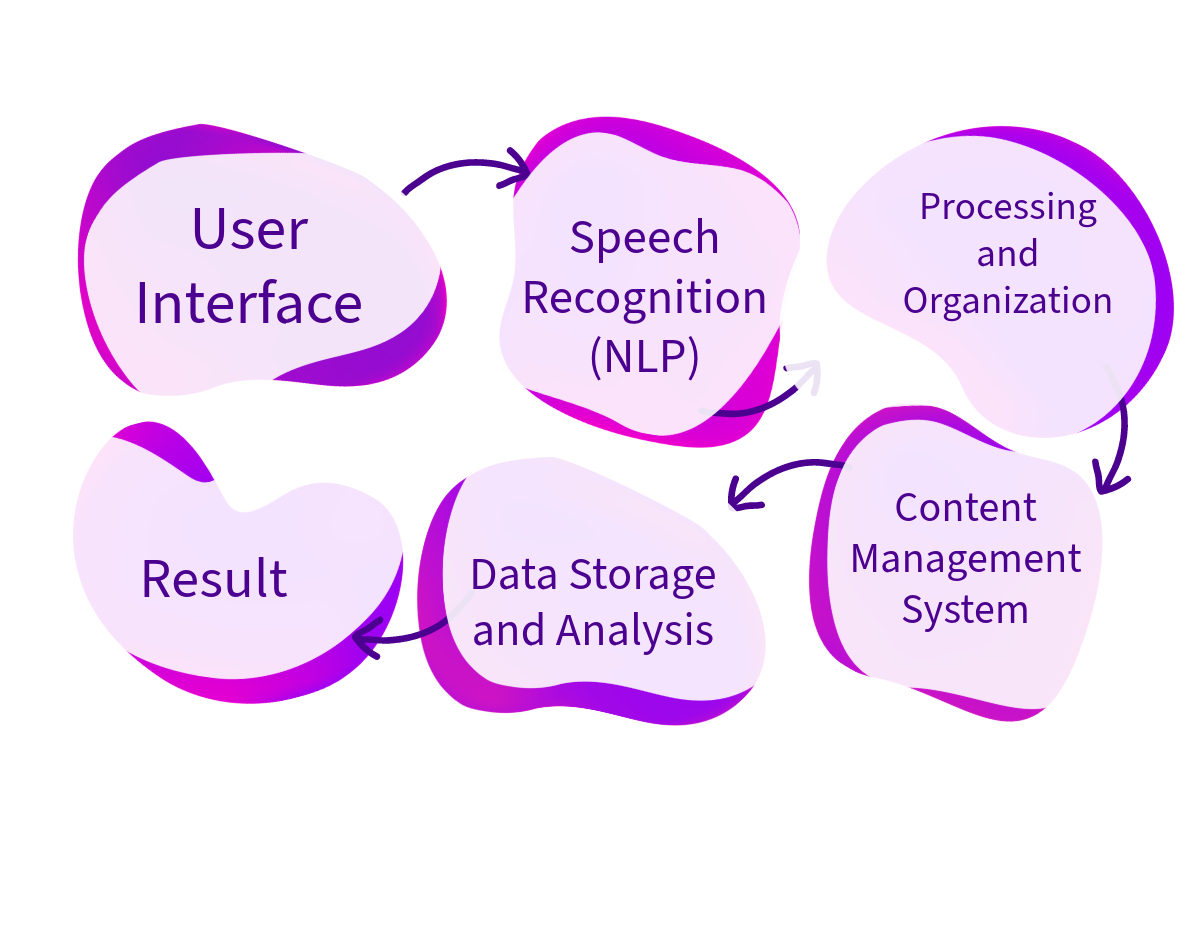 User
Interface
Speech
Recognition
(NLP)
Processing
and
Organization
Content
Management
System
Data Storage
and Analysis
Result